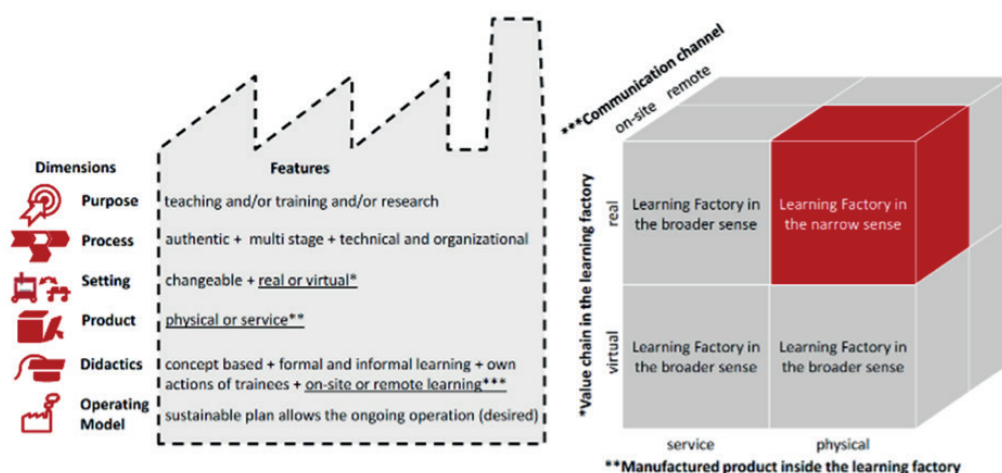 Dimensions
Features
Purpose
teaching and/or training and/or research
Process
authentic + multi stage + technical and organizational
Setting
changeable + real or virtual*
Product
physical or service**
Didactics
concept based + formal and informal learning + own
actions of trainees + on-site or remote learning***
Operating
Model
sustainable plan allows the ongoing operation (desired)
***Communication channel
on-site remote
*Value chain in the learning factory
real
virtual
Learning Factory in
the broader sense
Learning Factory in
the narrow sense
Learning Factory in
the broader sense
Learning Factory in
the broader sense
service
physical
**Manufactured product inside the learning factory